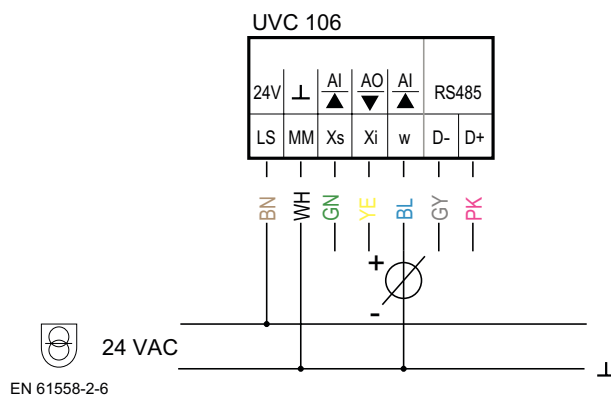 UVC 106
24V ⊥ AI AO AI RS485
LS MM Xs Xi w D- D+
BN WH GN YE BL GY PK
+
-
24 VAC
⊥
EN 61558-2-6